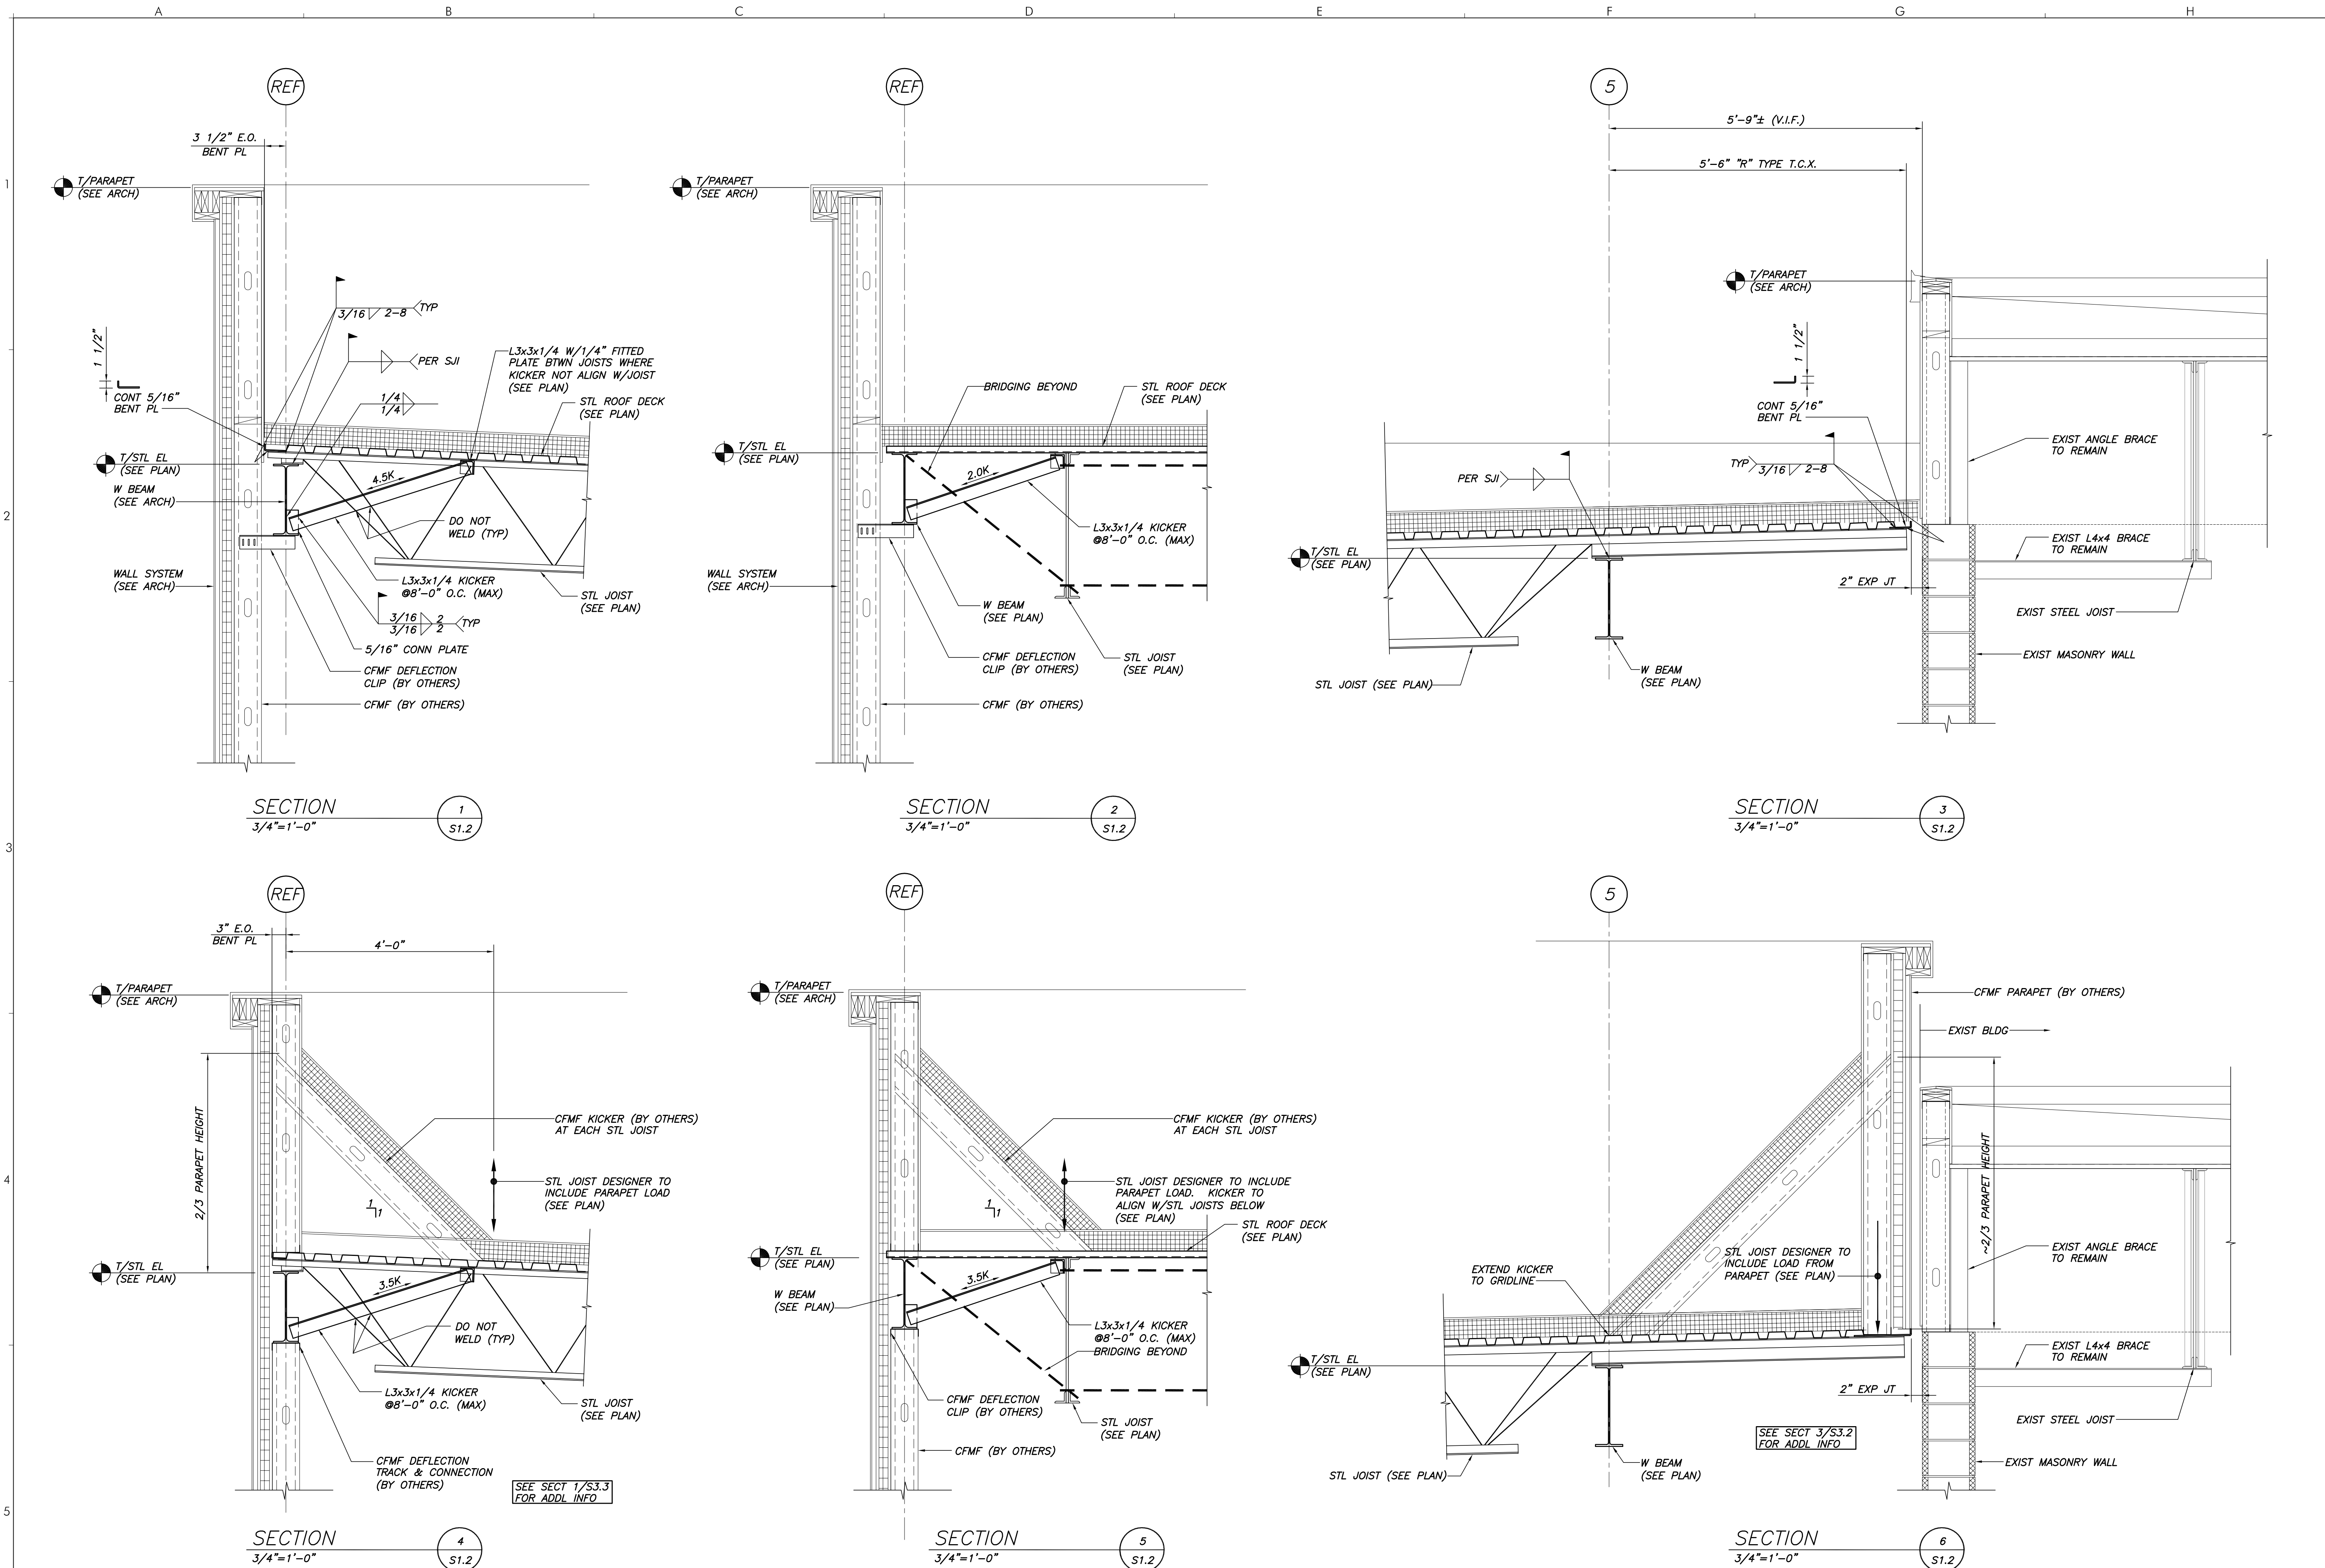 A
B
C
D
E
F
G
H
1
2
3
4
5
REF
3 1/2" E.O.
BENT PL
T/PARAPET
(SEE ARCH)
3/16 2-8 TYP
PER SJI
1 1/2"
CONT 5/16"
BENT PL
1/4
1/4
L3x3x1/4 W/1/4" FITTED
PLATE BTWN JOISTS WHERE
KICKER NOT ALIGN W/JOIST
(SEE PLAN)
STL ROOF DECK
(SEE PLAN)
T/STL EL
(SEE PLAN)
W BEAM
(SEE ARCH)
4.5K
DO NOT
WELD (TYP)
WALL SYSTEM
(SEE ARCH)
L3x3x1/4 KICKER
@8'-0" O.C. (MAX)
STL JOIST
(SEE PLAN)
3/16 2
3/16 2
TYP
5/16" CONN PLATE
CFMF DEFLECTION
CLIP (BY OTHERS)
CFMF (BY OTHERS)
SECTION
3/4"=1'-0"
1
S1.2
REF
T/PARAPET
(SEE ARCH)
BRIDGING BEYOND
STL ROOF DECK
(SEE PLAN)
T/STL EL
(SEE PLAN)
2.0K
L3x3x1/4 KICKER
@8'-0" O.C. (MAX)
WALL SYSTEM
(SEE ARCH)
W BEAM
(SEE PLAN)
CFMF DEFLECTION
CLIP (BY OTHERS)
STL JOIST
(SEE PLAN)
CFMF (BY OTHERS)
SECTION
3/4"=1'-0"
2
S1.2
5
5'-9"± (V.I.F.)
5'-6" "R" TYPE T.C.X.
T/PARAPET
(SEE ARCH)
1 1/2"
CONT 5/16"
BENT PL
TYP 3/16 2-8
PER SJI
EXIST ANGLE BRACE
TO REMAIN
T/STL EL
(SEE PLAN)
EXIST L4x4 BRACE
TO REMAIN
2" EXP JT
EXIST STEEL JOIST
EXIST MASONRY WALL
STL JOIST (SEE PLAN)
W BEAM
(SEE PLAN)
SECTION
3/4"=1'-0"
3
S1.2
REF
3" E.O.
BENT PL
4'-0"
T/PARAPET
(SEE ARCH)
2/3 PARAPET HEIGHT
CFMF KICKER (BY OTHERS)
AT EACH STL JOIST
STL JOIST DESIGNER TO
INCLUDE PARAPET LOAD
(SEE PLAN)
1
1
T/STL EL
(SEE PLAN)
3.5K
DO NOT
WELD (TYP)
L3x3x1/4 KICKER
@8'-0" O.C. (MAX)
STL JOIST
(SEE PLAN)
CFMF DEFLECTION
TRACK & CONNECTION
(BY OTHERS)
SEE SECT 1/S3.3
FOR ADDL INFO
SECTION
3/4"=1'-0"
4
S1.2
REF
T/PARAPET
(SEE ARCH)
CFMF KICKER (BY OTHERS)
AT EACH STL JOIST
STL JOIST DESIGNER TO INCLUDE
PARAPET LOAD. KICKER TO
ALIGN W/STL JOISTS BELOW
(SEE PLAN)
1
1
STL ROOF DECK
(SEE PLAN)
T/STL EL
(SEE PLAN)
3.5K
W BEAM
(SEE PLAN)
L3x3x1/4 KICKER
@8'-0" O.C. (MAX)
BRIDGING BEYOND
CFMF DEFLECTION
CLIP (BY OTHERS)
STL JOIST
(SEE PLAN)
CFMF (BY OTHERS)
SECTION
3/4"=1'-0"
5
S1.2
5
CFMF PARAPET (BY OTHERS)
EXIST BLDG
~2/3 PARAPET HEIGHT
STL JOIST DESIGNER TO
INCLUDE LOAD FROM
PARAPET (SEE PLAN)
EXTEND KICKER
TO GRIDLINE
EXIST ANGLE BRACE
TO REMAIN
T/STL EL
(SEE PLAN)
EXIST L4x4 BRACE
TO REMAIN
2" EXP JT
EXIST STEEL JOIST
SEE SECT 3/S3.2
FOR ADDL INFO
EXIST MASONRY WALL
STL JOIST (SEE PLAN)
W BEAM
(SEE PLAN)
SECTION
3/4"=1'-0"
6
S1.2